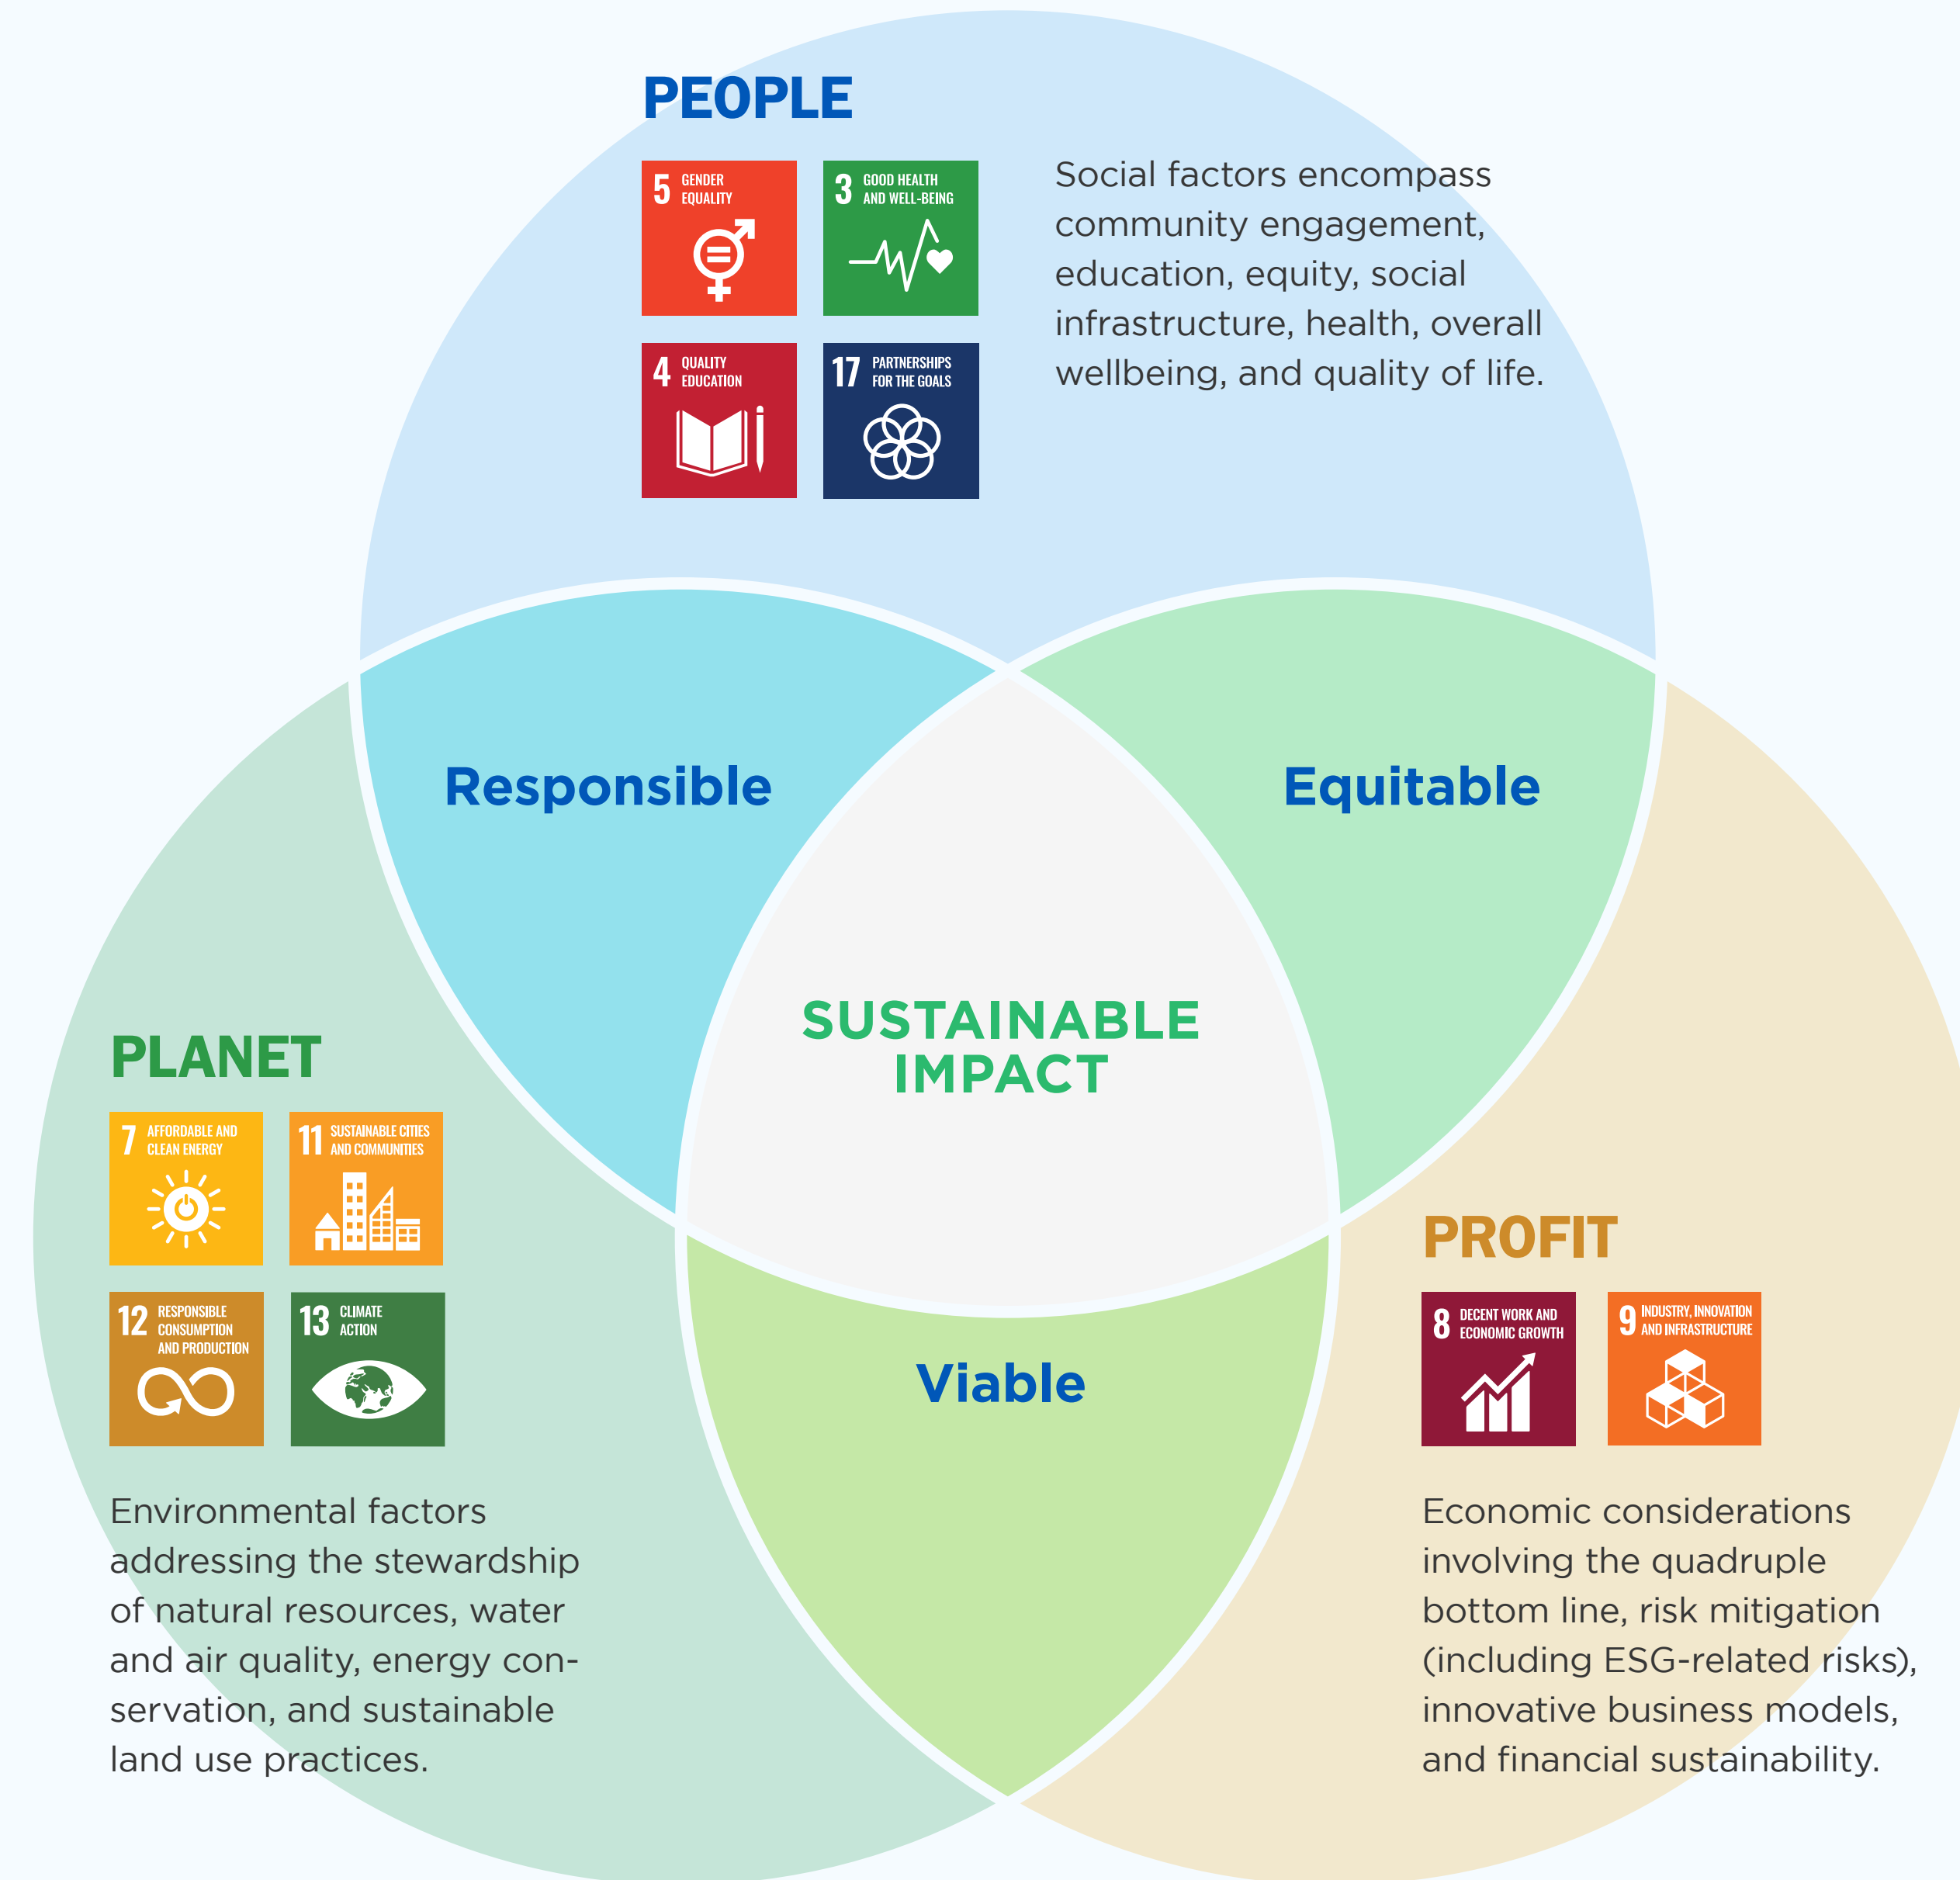 PEOPLE
5 GENDER
EQUALITY
3 GOOD HEALTH
AND WELL-BEING
4 QUALITY
EDUCATION
17 PARTNERSHIPS
FOR THE GOALS
Social factors encompass
community engagement,
education, equity, social
infrastructure, health, overall
wellbeing, and quality of life.
Responsible
Equitable
SUSTAINABLE
IMPACT
Viable
PLANET
7 AFFORDABLE AND
CLEAN ENERGY
11 SUSTAINABLE CITIES
AND COMMUNITIES
12 RESPONSIBLE
CONSUMPTION
AND PRODUCTION
13 CLIMATE
ACTION
Environmental factors
addressing the stewardship
of natural resources, water
and air quality, energy con-
servation, and sustainable
land use practices.
PROFIT
8 DECENT WORK AND
ECONOMIC GROWTH
9 INDUSTRY, INNOVATION
AND INFRASTRUCTURE
Economic considerations
involving the quadruple
bottom line, risk mitigation
(including ESG-related risks),
innovative business models,
and financial sustainability.